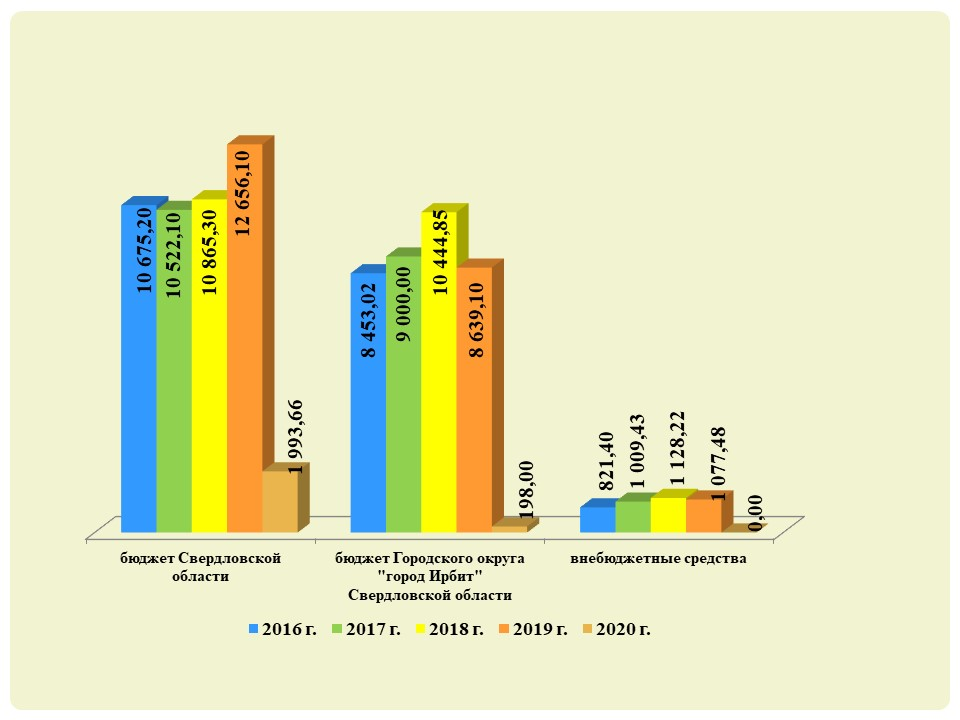 10 675,20
10 522,10
10 865,30
12 656,10
1 993,66
8 453,02
9 000,00
10 444,85
8 639,10
198,00
821,40
1 009,43
1 128,22
1 077,48
0,00
бюджет Свердловской
области
бюджет Городского округа
"город Ирбит"
Свердловской области
внебюджетные средства
2016 г. 2017 г. 2018 г. 2019 г. 2020 г.